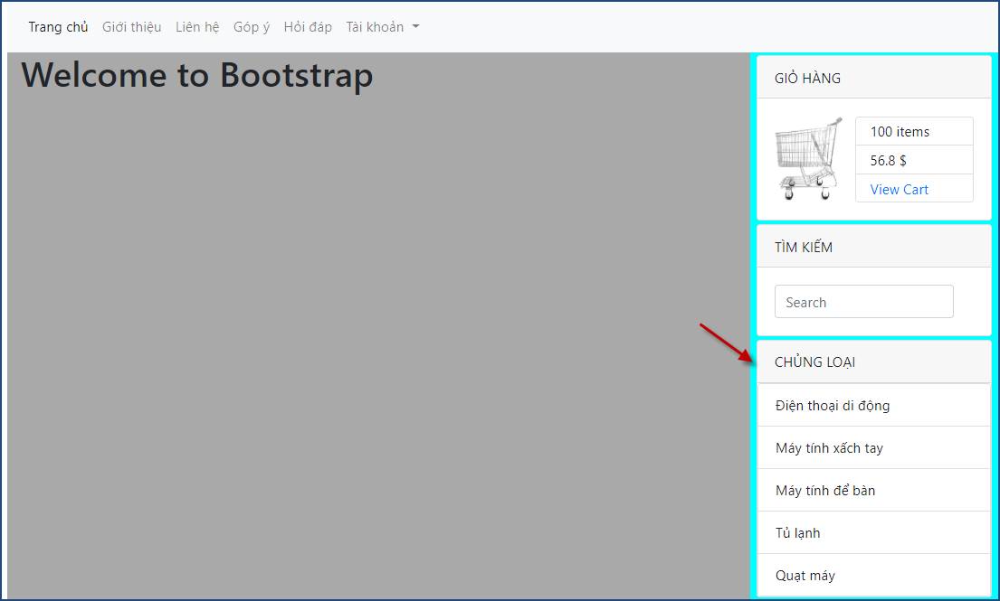 Trang chủ Giới thiệu Liên hệ Góp ý Hỏi đáp Tài khoản
Welcome to Bootstrap
GIỎ HÀNG
100 items
56.8 $
View Cart
TÌM KIẾM
Search
CHỦNG LOẠI
Điện thoại di động
Máy tính xấch tay
Máy tính để bàn
Tủ lạnh
Quạt máy